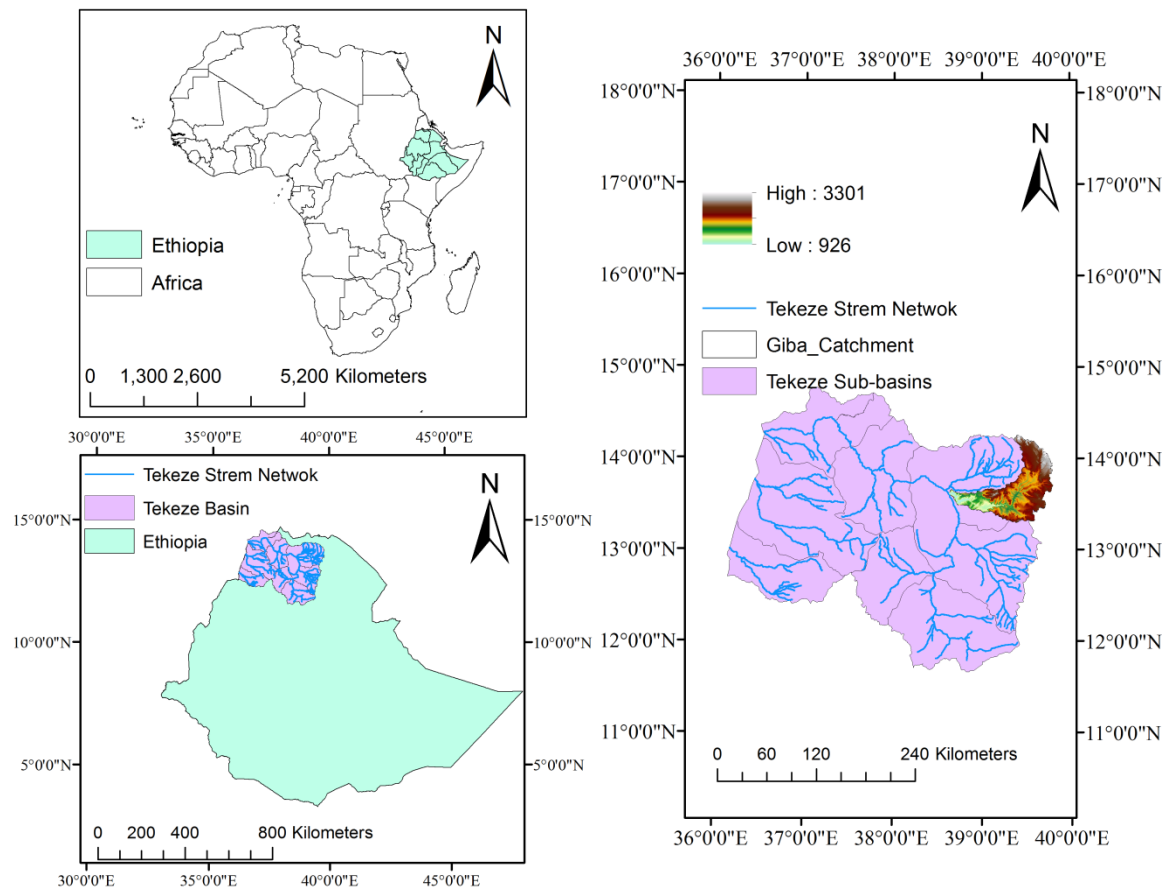 N
Ethiopia
Africa
0 1,300 2,600 5,200 Kilometers
30°0'0"E 35°0'0"E 40°0'0"E 45°0'0"E
Tekeze Strem Netwok
Tekeze Basin
Ethiopia
N
15°0'0"N 15°0'0"N
10°0'0"N 10°0'0"N
5°0'0"N 5°0'0"N
0 200 400 800 Kilometers
30°0'0"E 35°0'0"E 40°0'0"E 45°0'0"E
36°0'0"E 37°0'0"E 38°0'0"E 39°0'0"E 40°0'0"E
18°0'0"N 18°0'0"N
N
17°0'0"N 17°0'0"N
High : 3301
Low : 926
16°0'0"N 16°0'0"N
Tekeze Strem Netwok
Giba_Catchment
Tekeze Sub-basins
15°0'0"N 15°0'0"N
14°0'0"N 14°0'0"N
13°0'0"N 13°0'0"N
12°0'0"N 12°0'0"N
11°0'0"N 11°0'0"N
0 60 120 240 Kilometers
36°0'0"E 37°0'0"E 38°0'0"E 39°0'0"E 40°0'0"E